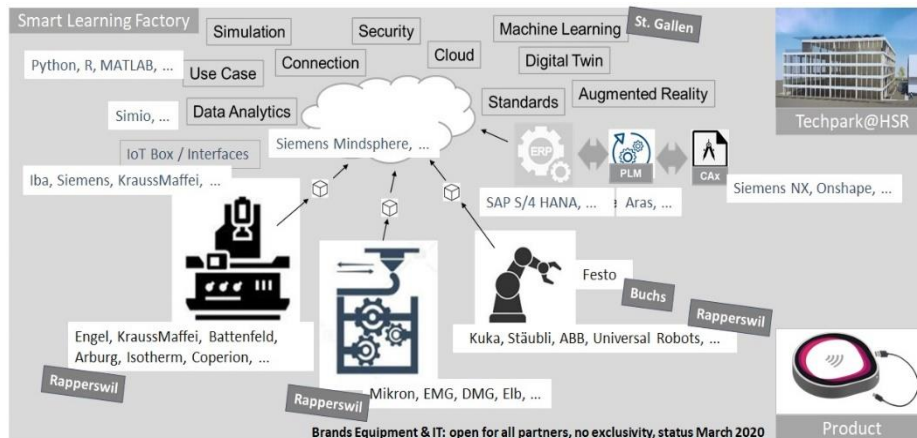 Smart Learning Factory
Simulation
Security
Machine Learning
St. Gallen
Python, R, MATLAB, ...
Use Case
Connection
Cloud
Digital Twin
Simio, ...
Data Analytics
Standards
Augmented Reality
Techpark@HSR
IoT Box / Interfaces
Siemens Mindsphere, ...
ERP
PLM
CAx
Iba, Siemens, KraussMaffei, ...
SAP S/4 HANA, ...
Aras, ...
Siemens NX, Onshape, ...
Festo
Buchs
Rapperswil
Engel, KraussMaffei, Battenfeld,
Arburg, Isotherm, Coperion, ...
Kuka, Stäubli, ABB, Universal Robots, ...
Rapperswil
Rapperswil
Mikron, EMG, DMG, Elb, ...
Product
Brands Equipment & IT: open for all partners, no exclusivity, status March 2020